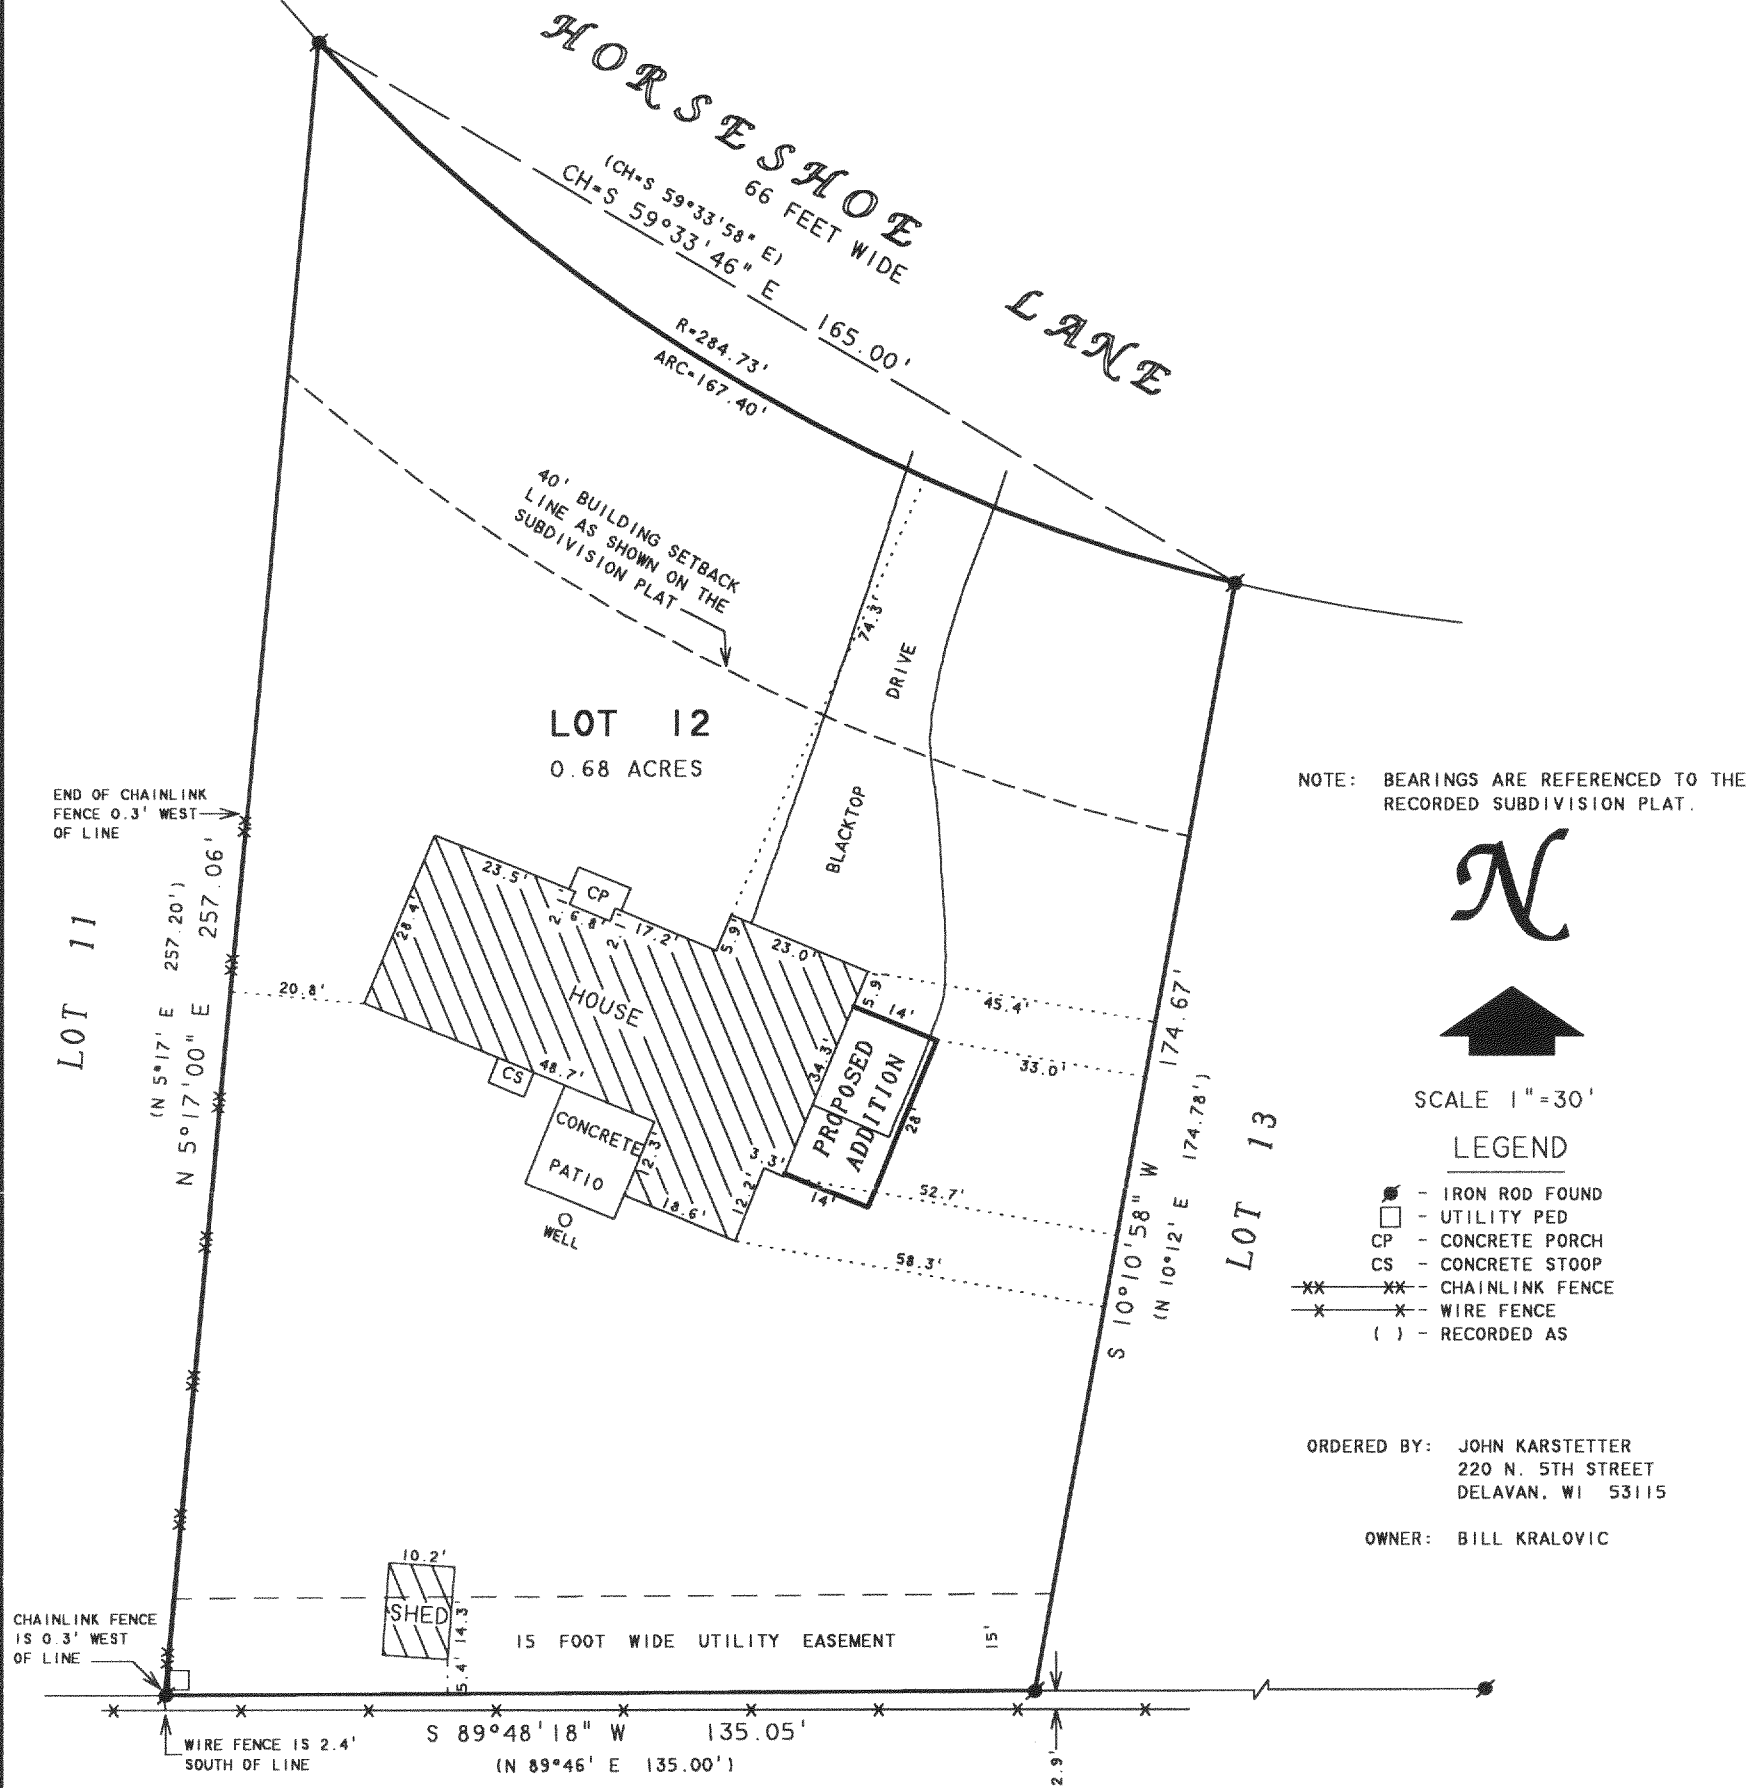 HORSESHOE LANE
66 FEET WIDE
(CH=S 59°33'58" E)
CH=S 59°33'46" E 165.00'
R=284.73'
ARC=167.40'
40' BUILDING SETBACK
LINE AS SHOWN ON THE
SUBDIVISION PLAT
74.3'
DRIVE
BLACKTOP
LOT 12
0.68 ACRES
END OF CHAINLINK
FENCE 0.3' WEST
OF LINE
LOT 11
(N 5°17' E 257.20')
N 5°17'00" E 257.06'
NOTE: BEARINGS ARE REFERENCED TO THE
RECORDED SUBDIVISION PLAT.
N
SCALE 1"=30'
LEGEND
- IRON ROD FOUND
- UTILITY PED
CP - CONCRETE PORCH
CS - CONCRETE STOOP
XX XX - CHAINLINK FENCE
X X - WIRE FENCE
( ) - RECORDED AS
23.5'
CP
2.1'
6.8'
2.
17.2'
5.9'
23.0'
28.4'
HOUSE
20.8'
5.9'
14'
45.4'
33.0'
34.3'
PROPOSED
ADDITION
28'
48.7'
CS
CONCRETE
PATIO
12.3'
3.3'
12.2'
14'
52.7'
18.6'
58.3'
WELL
174.67'
S 10°10'58" W
(N 10°12' E 174.78')
LOT 13
ORDERED BY: JOHN KARSTETTER
220 N. 5TH STREET
DELAVAN, WI 53115
OWNER: BILL KRALOVIC
10.2'
SHED
14.3'
5.4'
15 FOOT WIDE UTILITY EASEMENT
15'
CHAINLINK FENCE
IS 0.3' WEST
OF LINE
WIRE FENCE IS 2.4'
SOUTH OF LINE
S 89°48'18" W 135.05'
(N 89°46' E 135.00')
2.9'